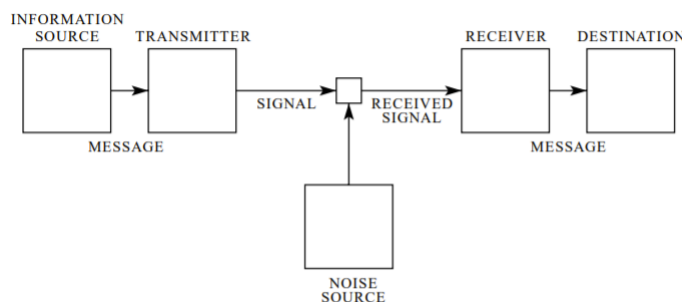 INFORMATION
SOURCE
TRANSMITTER
RECEIVER
DESTINATION
SIGNAL
RECEIVED
SIGNAL
MESSAGE
MESSAGE
NOISE
SOURCE